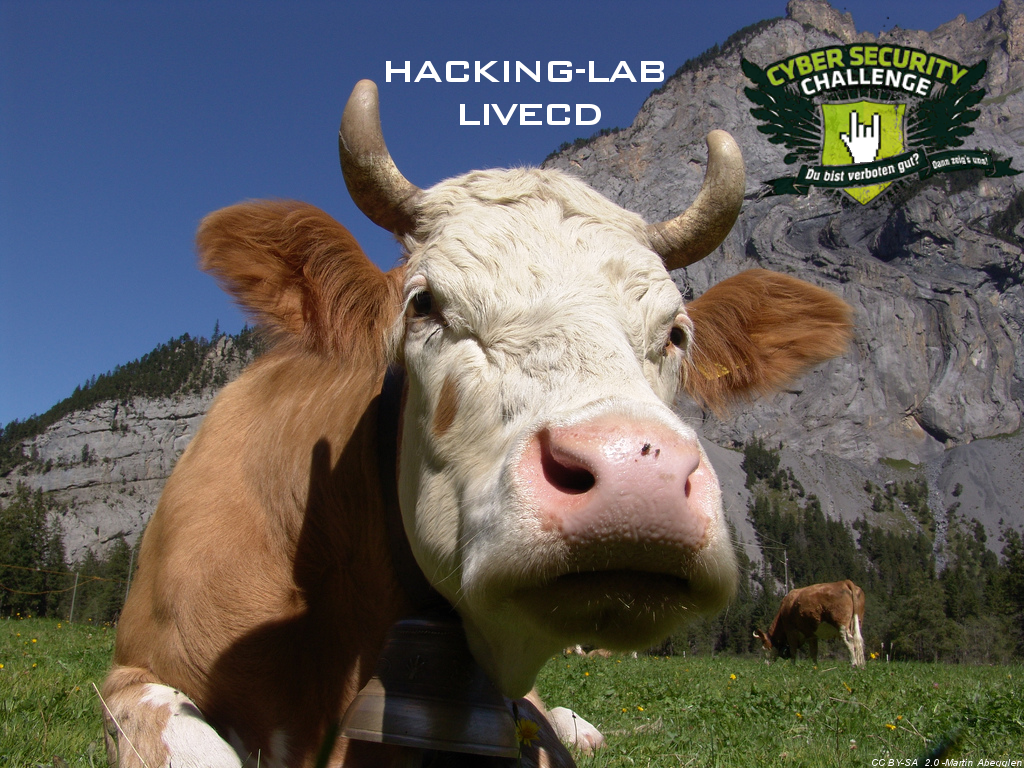 HACKING-LAB
LIVECD
CYBER SECURITY
CHALLENGE
Du bist verboten gut?
Dann zeig's uns!
CC BY-SA 2.0 -Martin Abegglen